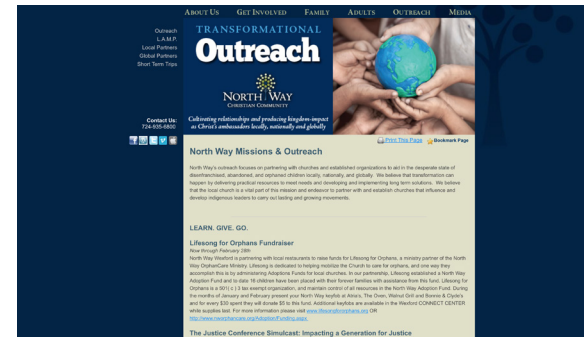 About Us Get Involved Family Adults Outreach Media
Outreach
L.A.M.P.
Local Partners
Global Partners
Short Term Trips
TRANSFORMATIONAL
Outreach
NORTH WAY
CHRISTIAN COMMUNITY
Cultivating relationships and producing kingdom-impact
as Christ's ambassadors locally, nationally and globally
Contact Us:
724-935-6800
Print This Page Bookmark Page
North Way Missions & Outreach
North Way's outreach focuses on partnering with churches and established organizations to aid in the desperate state of
disenfranchised, abandoned, and orphaned children locally, nationally, and globally. We believe that transformation can
happen by delivering practical resources to meet needs and developing and implementing long term solutions. We believe
that the local church is a vital part of this mission and endeavor to partner with and establish churches that influence and
develop indigenous leaders to carry out lasting and growing movements.
LEARN. GIVE. GO.
Lifesong for Orphans Fundraiser
Now through February 29th
North Way Wexford is partnering with local restaurants to raise funds for Lifesong for Orphans, a ministry partner of the North
Way OrphanCare Ministry. Lifesong is dedicated to helping mobilize the Church to care for orphans, and one way they
accomplish this is by administering Adoptions Funds for local churches. In our partnership, Lifesong established a North Way
Adoption Fund and to date 16 children have been placed with their forever families with assistance from this fund. Lifesong for
Orphans is a 501( c ) 3 tax exempt organization, and maintain control of all resources in the North Way Adoption Fund. During
the months of January and February present your North Way keyfob at Atria's, The Oven, Walnut Grill and Bonnie & Clyde's
and for every $30 spent they will donate $5 to this fund. Additional keyfobs are available in the Wexford CONNECT CENTER
while supplies last. For more information please visit www.lifesongfororphans.org OR
http://www.nworphancare.org/Adoption/Funding.aspx
The Justice Conference Simulcast: Impacting a Generation for Justice